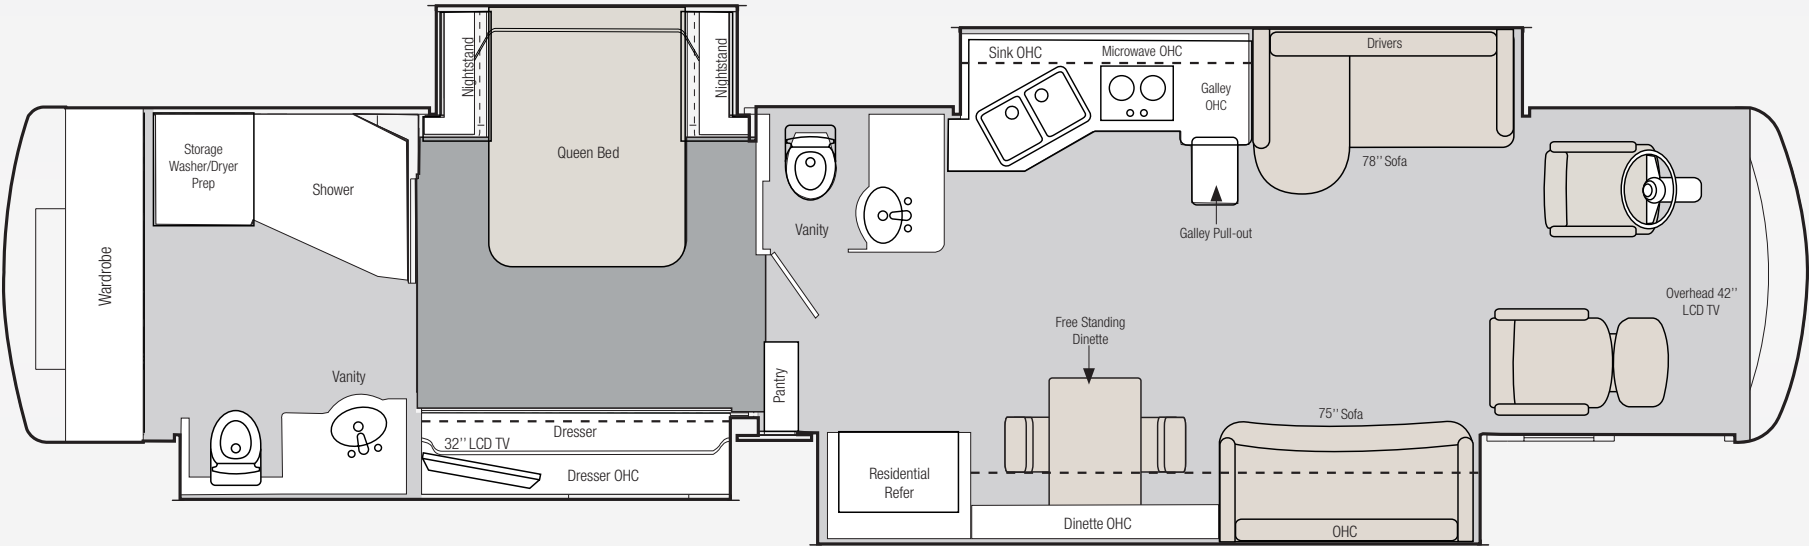 Wardrobe
Storage
Washer/Dryer
Prep
Shower
Vanity
Nightstand
Queen Bed
Nightstand
32'' LCD TV
Dresser
Dresser OHC
Vanity
Pantry
Sink OHC
Microwave OHC
Galley
OHC
Galley Pull-out
Drivers
78'' Sofa
Free Standing
Dinette
Residential
Refer
Dinette OHC
75'' Sofa
OHC
Overhead 42''
LCD TV